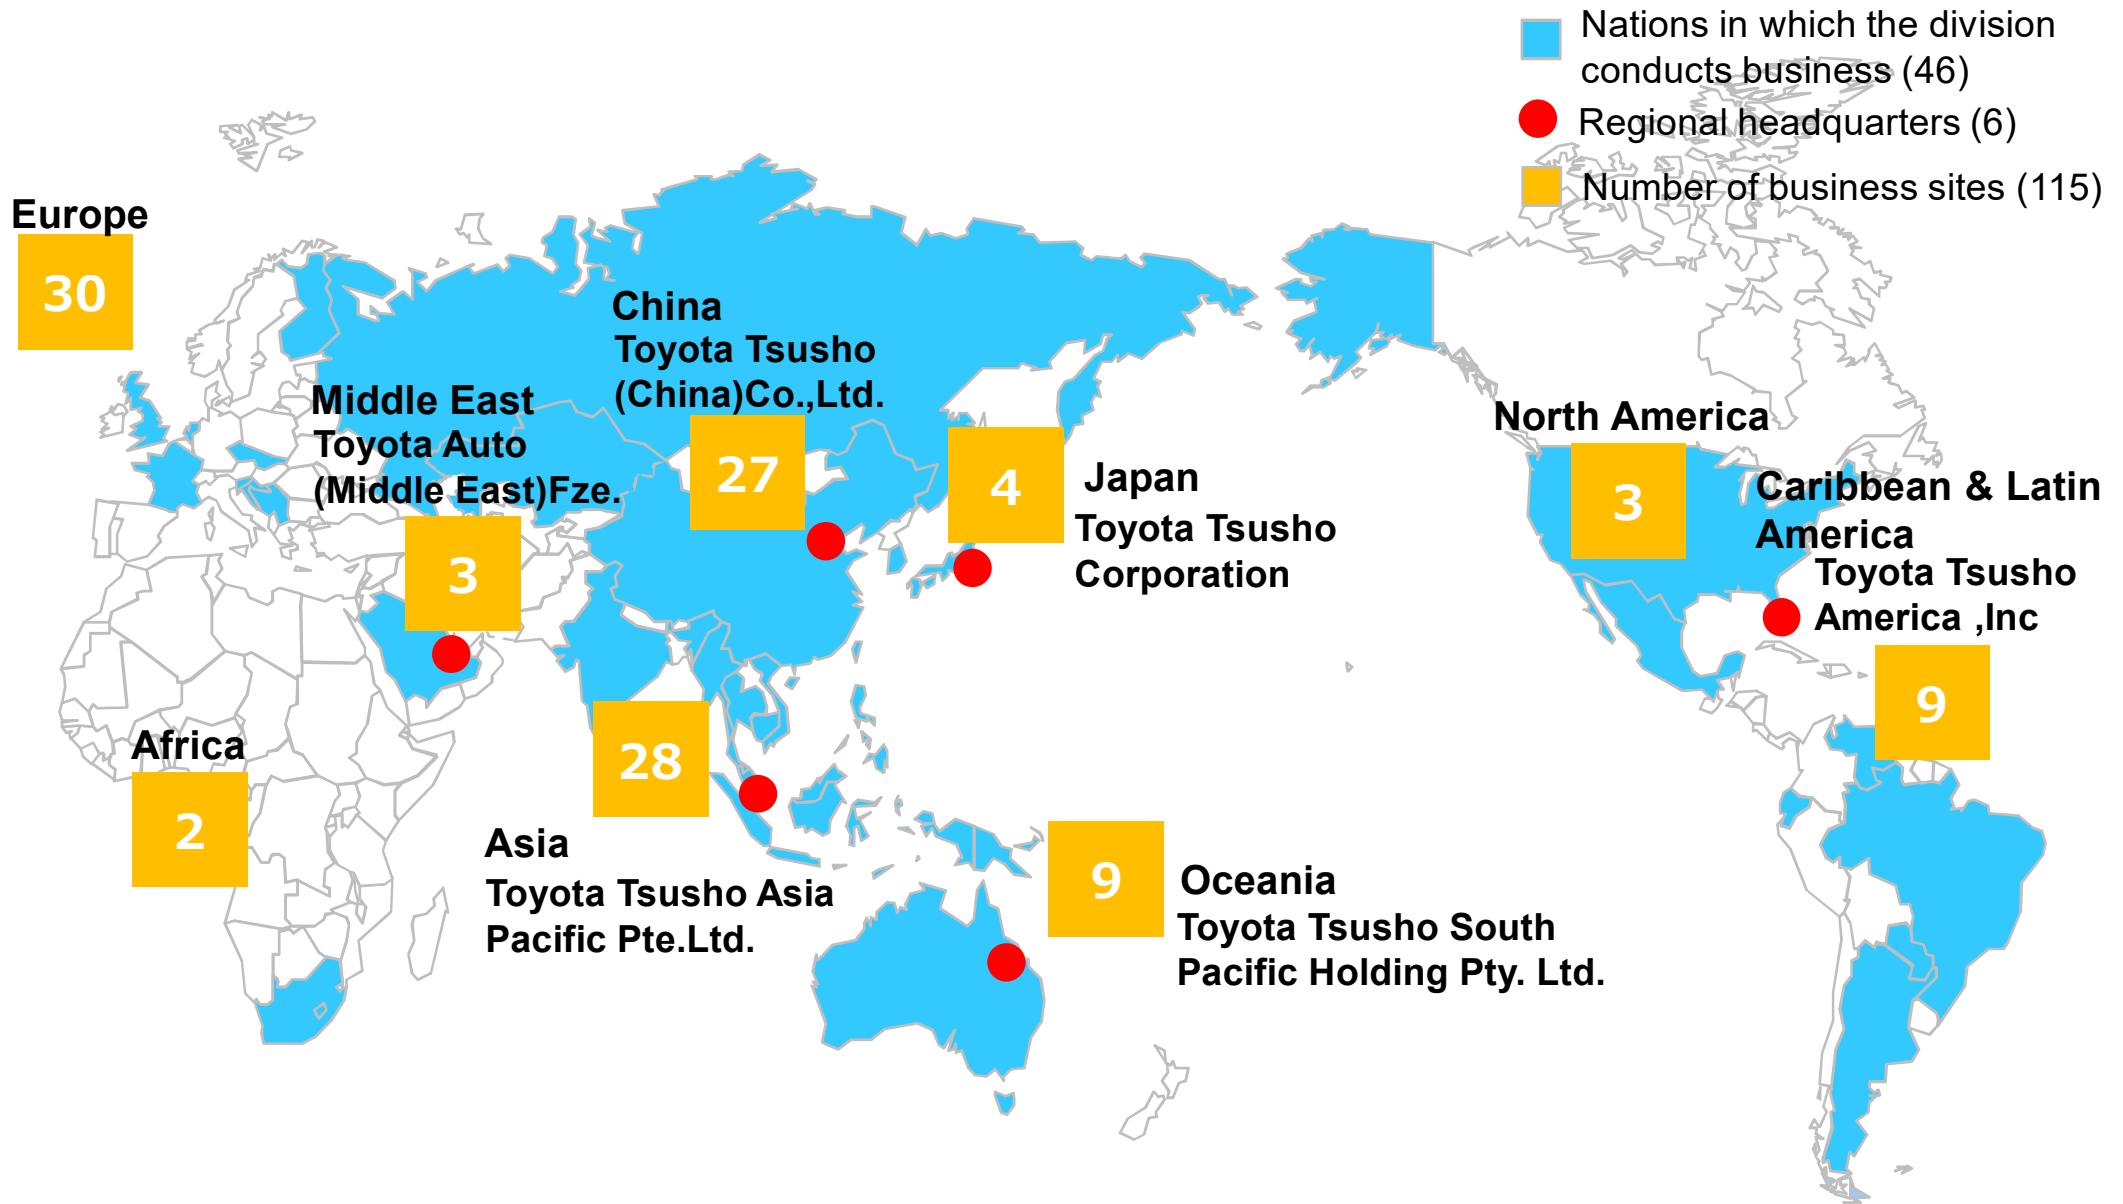 Nations in which the division
conducts business (46)
Regional headquarters (6)
Number of business sites (115)
Europe
30
China
Toyota Tsusho
(China)Co.,Ltd.
27
Middle East
Toyota Auto
(Middle East)Fze.
3
4
Japan
Toyota Tsusho
Corporation
North America
3
Caribbean & Latin
America
Toyota Tsusho
America ,Inc
9
Africa
2
28
Asia
Toyota Tsusho Asia
Pacific Pte.Ltd.
9
Oceania
Toyota Tsusho South
Pacific Holding Pty. Ltd.